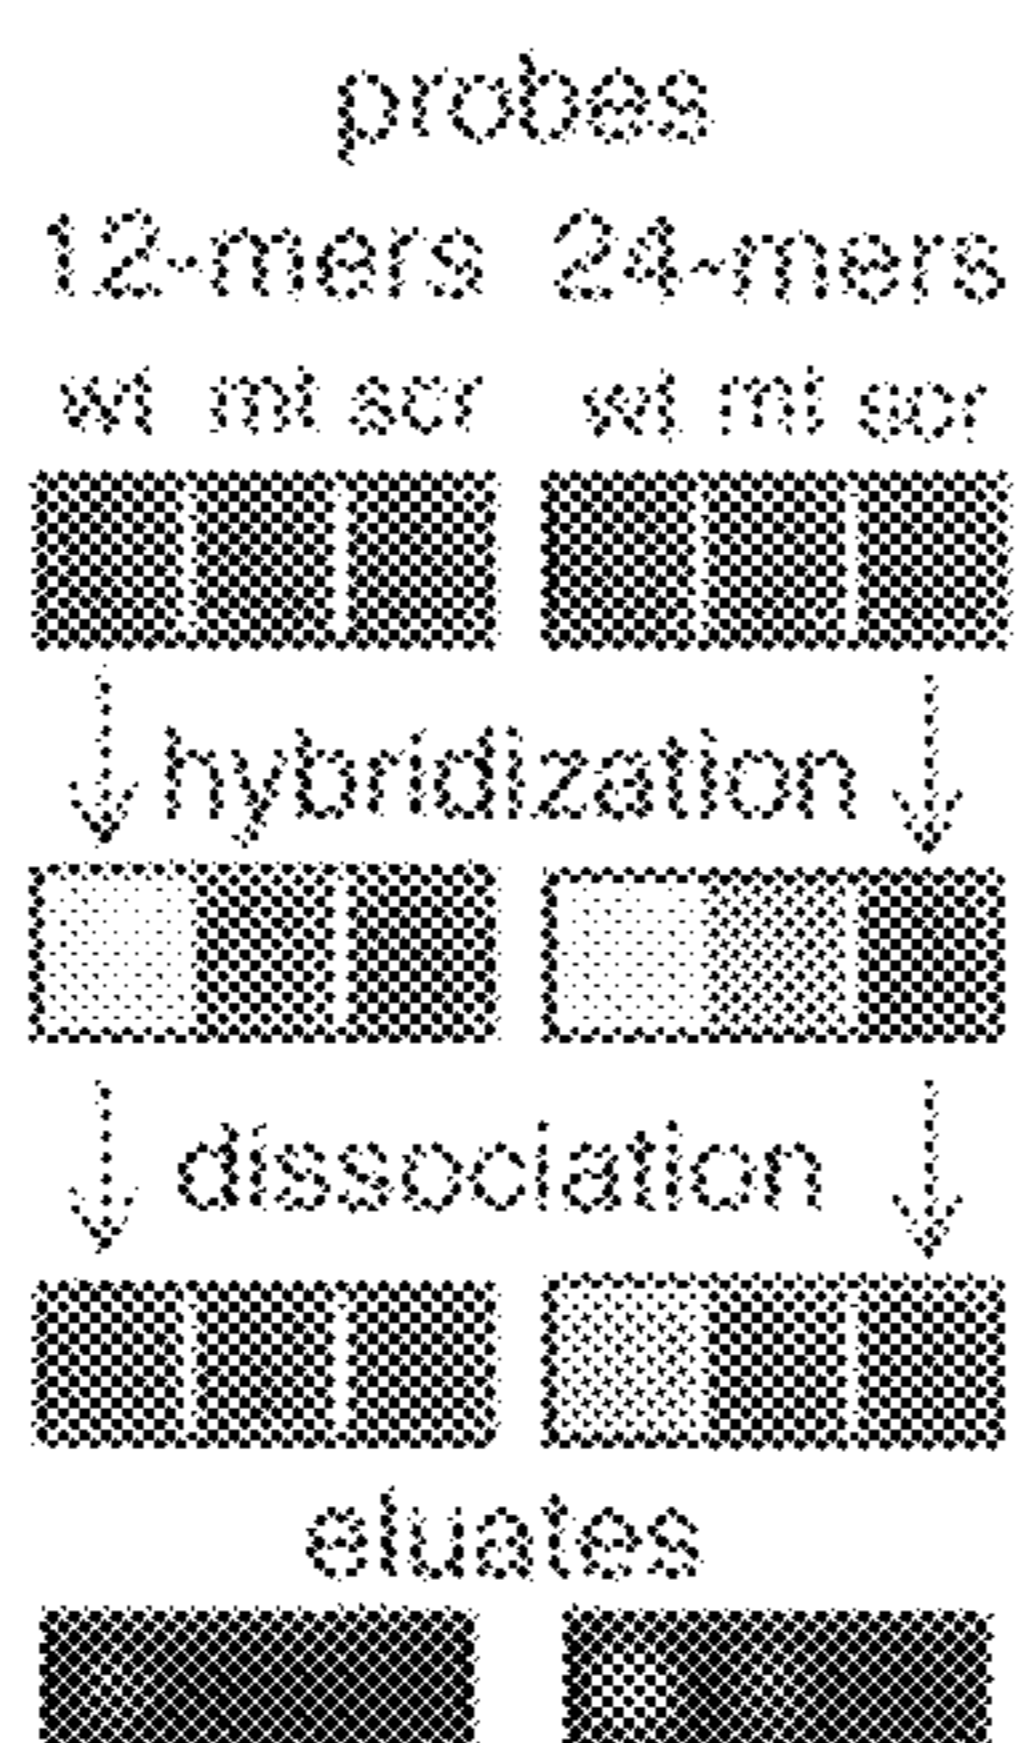 probes
12-mers 24-mers
wt mt scr wt mt scr
hybridization
dissociation
eluates